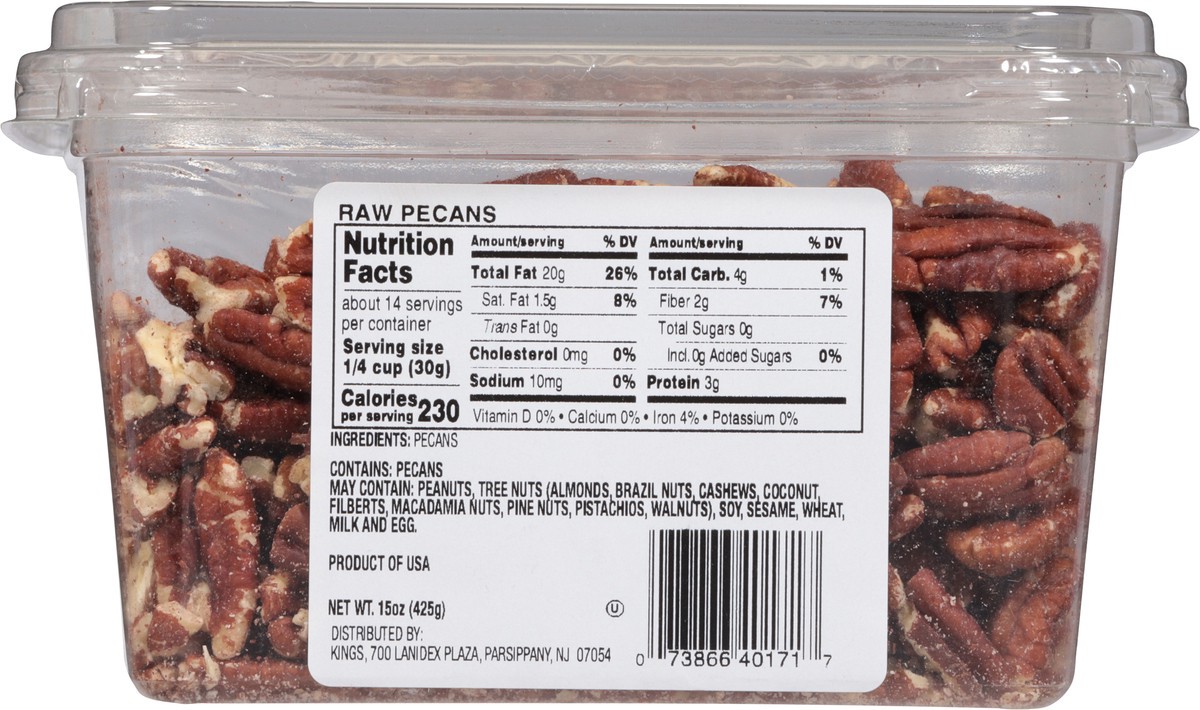 RAW PECANS
Nutrition
Facts
about 14 servings
per container
Serving size
1/4 cup (30g)
Calories
per serving 230
Amount/serving % DV
Total Fat 20g 26%
Sat. Fat 1.5g 8%
Trans Fat 0g
Cholesterol 0mg 0%
Sodium 10mg 0%
Amount/serving % DV
Total Carb. 4g 1%
Fiber 2g 7%
Total Sugars 0g
Incl. 0g Added Sugars 0%
Protein 3g
Vitamin D 0% • Calcium 0% • Iron 4% • Potassium 0%
INGREDIENTS: PECANS
CONTAINS: PECANS
MAY CONTAIN: PEANUTS, TREE NUTS (ALMONDS, BRAZIL NUTS, CASHEWS, COCONUT,
FILBERTS, MACADAMIA NUTS, PINE NUTS, PISTACHIOS, WALNUTS), SOY, SESAME, WHEAT,
MILK AND EGG.
PRODUCT OF USA
NET WT. 15oz (425g)
U
DISTRIBUTED BY:
KINGS, 700 LANIDEX PLAZA, PARSIPPANY, NJ 07054
0 73866 40171 7